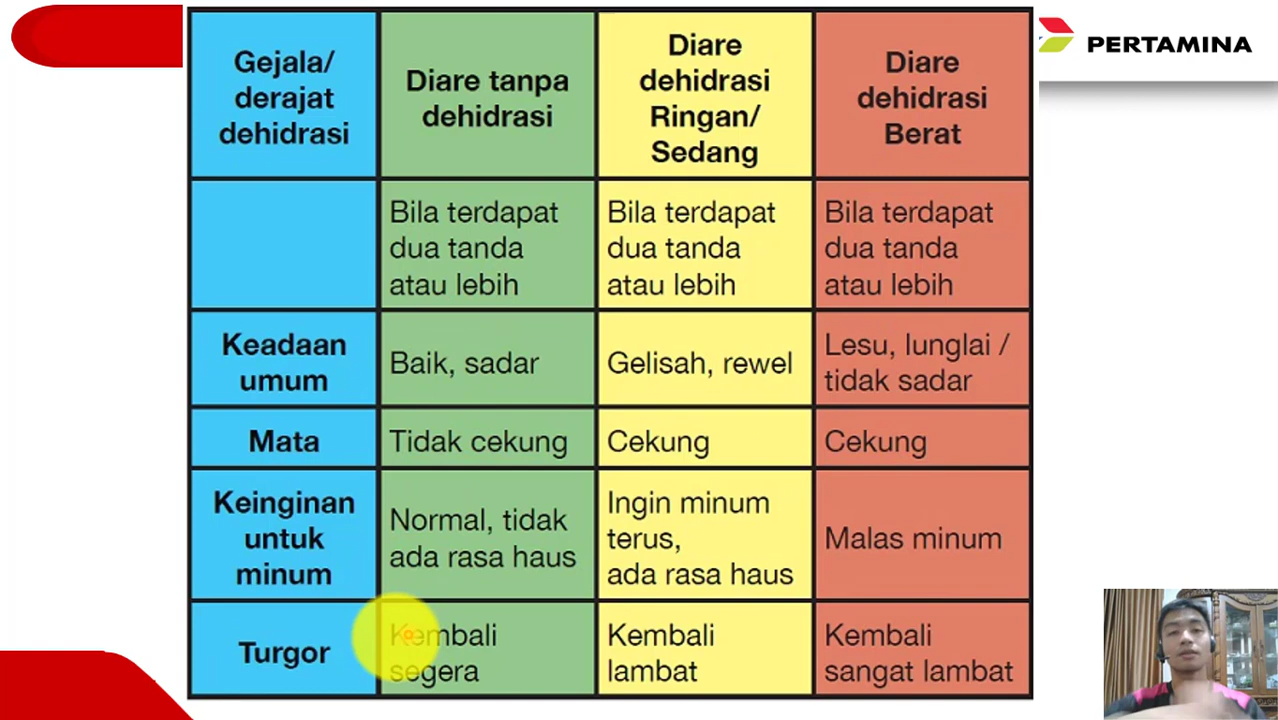 Gejala/
derajat
dehidrasi
Diare tanpa
dehidrasi
Diare
dehidrasi
Ringan/
Sedang
Diare
dehidrasi
Berat
PERTAMINA
Bila terdapat
dua tanda
atau lebih
Bila terdapat
dua tanda
atau lebih
Bila terdapat
dua tanda
atau lebih
Keadaan
umum
Baik, sadar
Gelisah, rewel
Lesu, lunglai /
tidak sadar
Mata
Tidak cekung
Cekung
Cekung
Keinginan
untuk
minum
Normal, tidak
ada rasa haus
Ingin minum
terus,
ada rasa haus
Malas minum
Turgor
Kembali
segera
Kembali
lambat
Kembali
sangat lambat